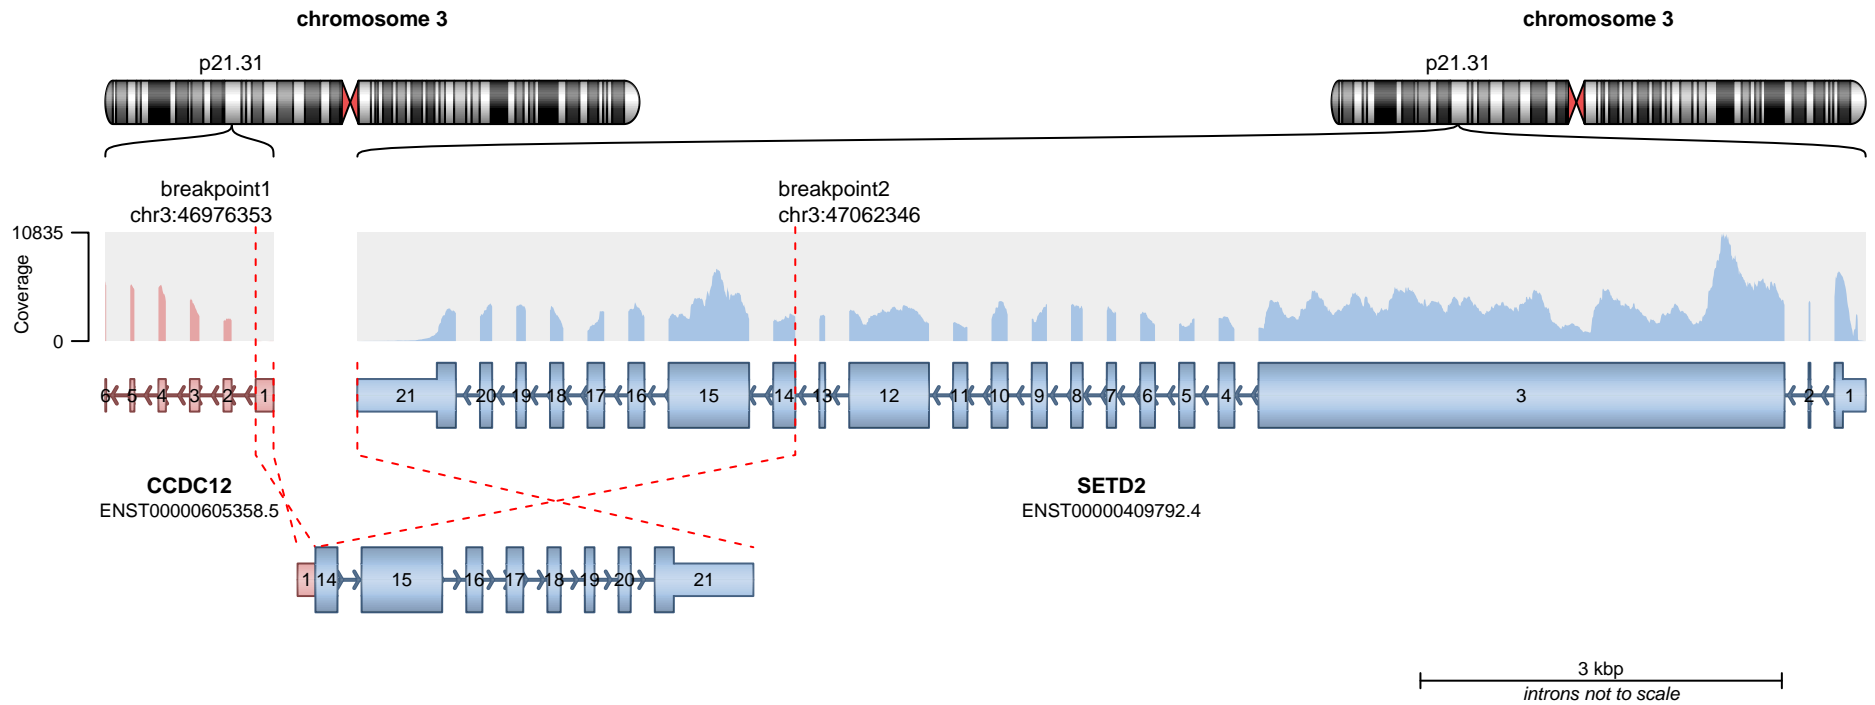 chromosome 3
chromosome 3
p21.31
p21.31
breakpoint1
chr3:46976353
breakpoint2
chr3:47062346
10835
Coverage
0
6 5 4 3 2 1
21 20 19 18 17 16 15 14 13 12 11 10 9 8 7 6 5 4 3 2 1
CCDC12
ENST00000605358.5
SETD2
ENST00000409792.4
1 14 15 16 17 18 19 20 21
3 kbp
introns not to scale